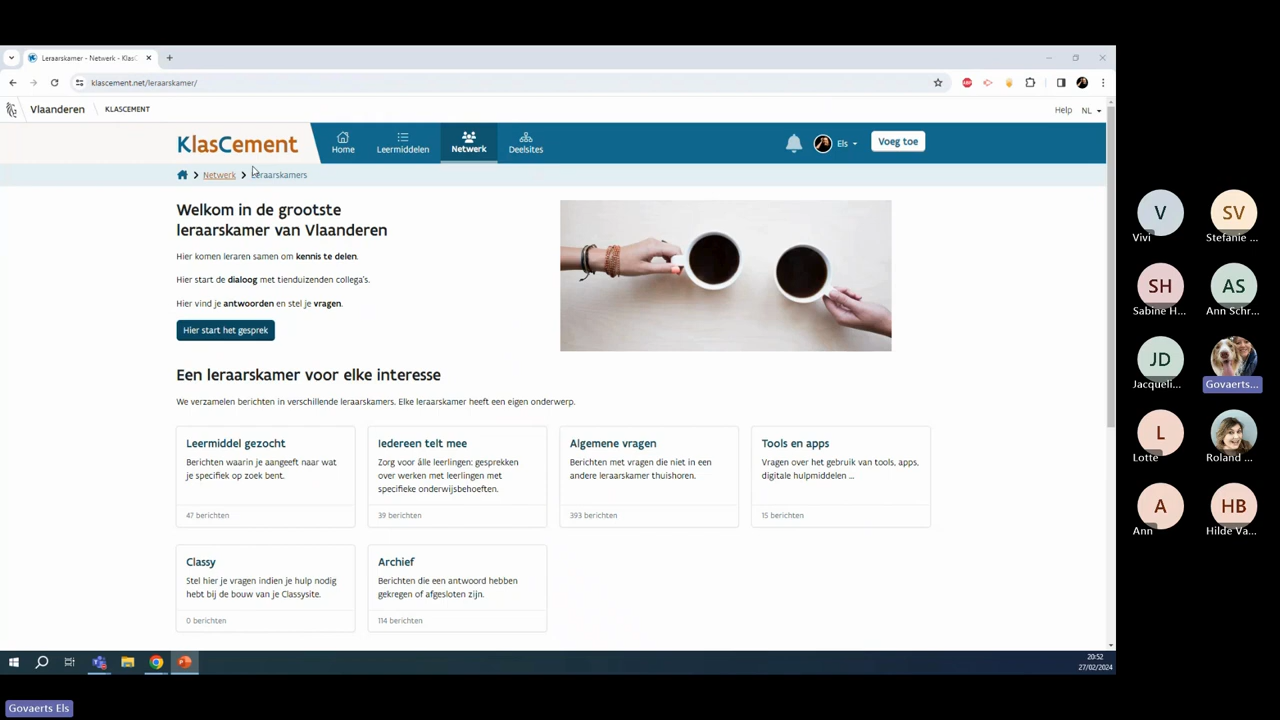 Leraarskamer - Netwerk - Klas
klascement.net/leraarskamer/
Vlaanderen
KLASCEMENT
Help
NL
KlasCement
Home
Leermiddelen
Netwerk
Deelsites
Els
Voeg toe
Netwerk
Leraarskamers
Welkom in de grootste
leraarskamer van Vlaanderen
Hier komen leraren samen om kennis te delen.
Hier start de dialoog met tienduizenden collega's.
Hier vind je antwoorden en stel je vragen.
Hier start het gesprek
Een leraarskamer voor elke interesse
We verzamelen berichten in verschillende leraarskamers. Elke leraarskamer heeft een eigen onderwerp.
Leermiddel gezocht
Berichten waarin je aangeeft naar wat
je specifiek op zoek bent.
47 berichten
Iedereen telt mee
Zorg voor álle leerlingen: gesprekken
over werken met leerlingen met
specifieke onderwijsbehoeften.
39 berichten
Algemene vragen
Berichten met vragen die niet in een
andere leraarskamer thuishoren.
393 berichten
Tools en apps
Vragen over het gebruik van tools, apps,
digitale hulpmiddelen ...
15 berichten
Classy
Stel hier je vragen indien je hulp nodig
hebt bij de bouw van je Classysite.
0 berichten
Archief
Berichten die een antwoord hebben
gekregen of afgesloten zijn.
114 berichten
20:52
27/02/2024
V
Vivi
SV
Stefanie ...
SH
Sabine H...
AS
Ann Schr...
JD
Jacqueli...
Govaerts...
L
Lotte
Roland ...
A
Ann
HB
Hilde Va...
Govaerts Els